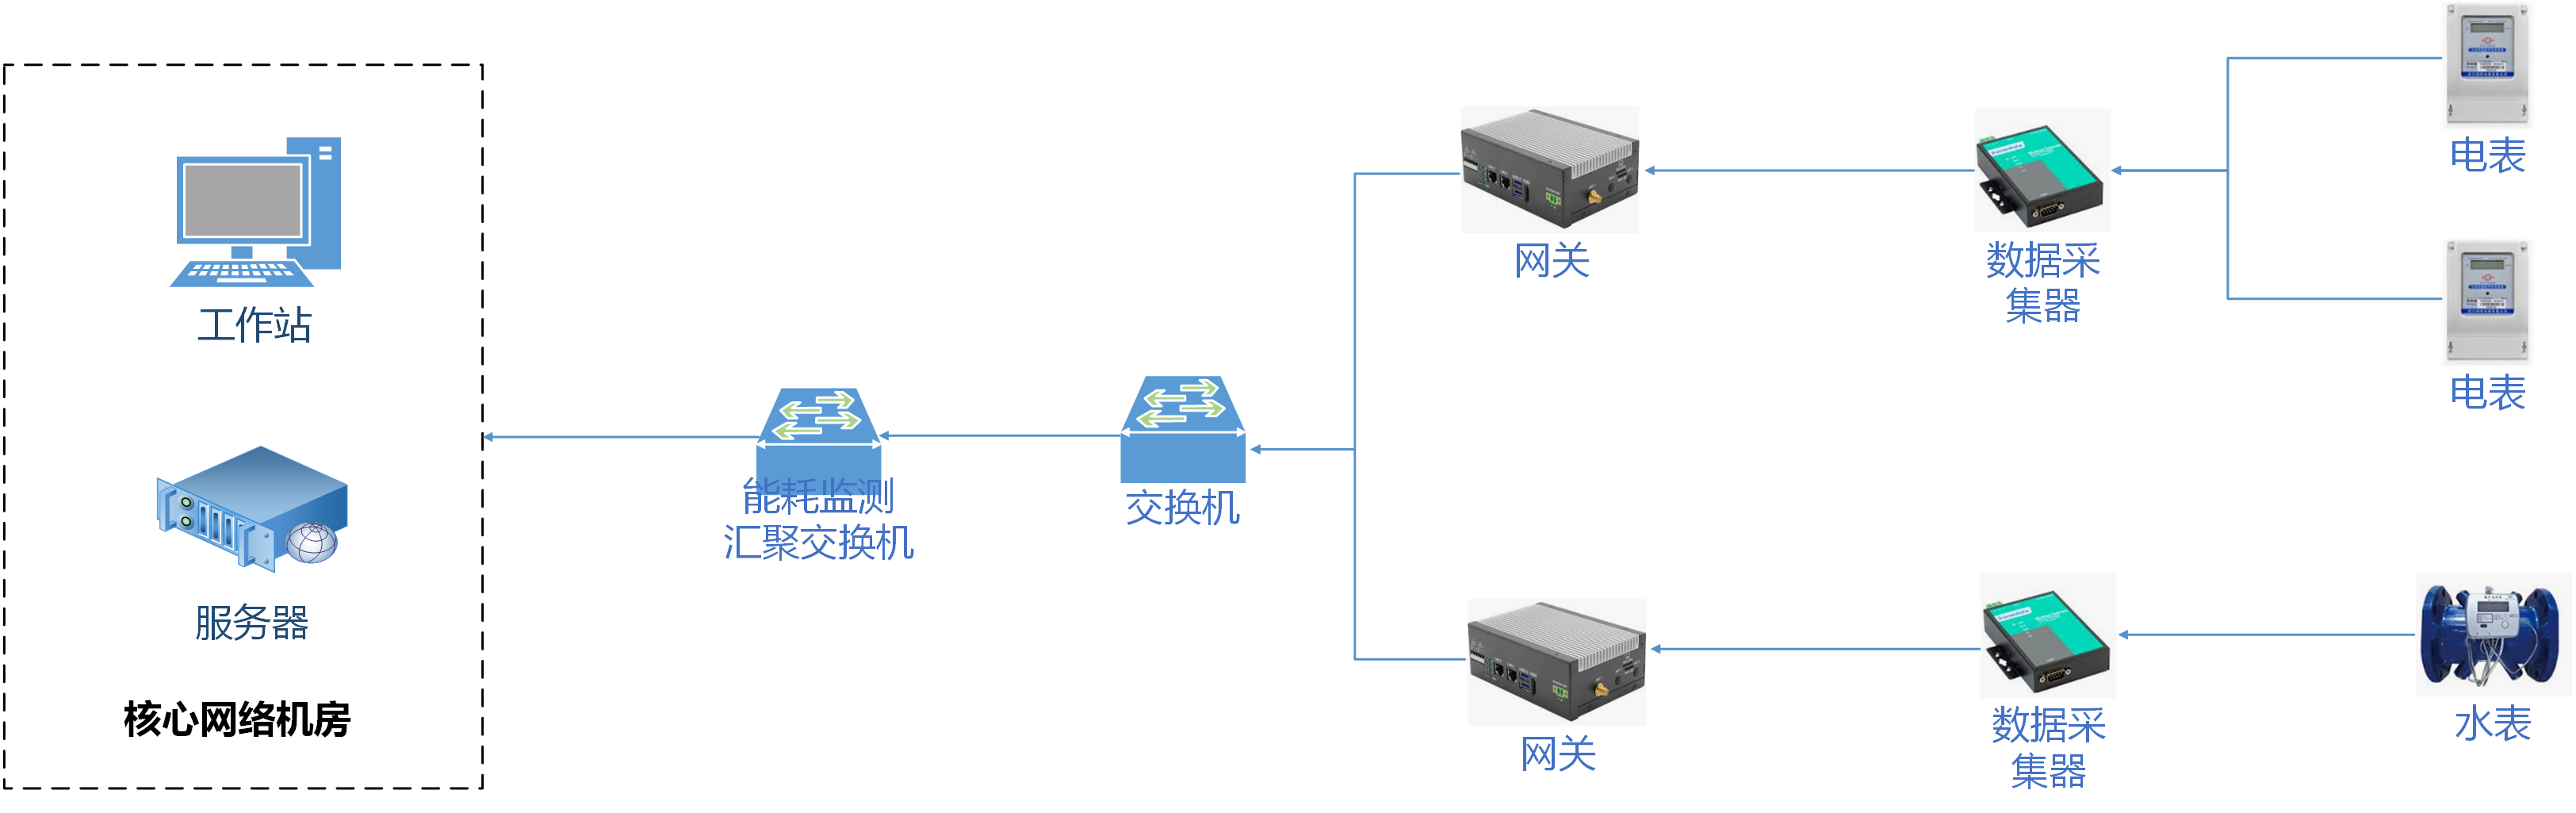 电表
网关
数据采
集器
工作站
电表
能耗监测
汇聚交换机
交换机
服务器
核心网络机房
网关
数据采
集器
水表